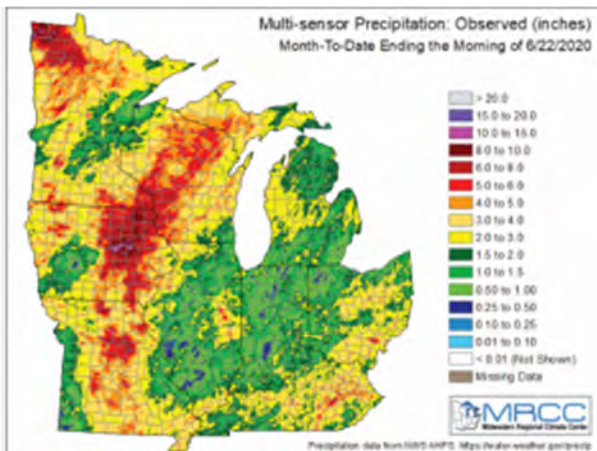 Multi-sensor Precipitation: Observed (inches)
Month-To-Date Ending the Morning of 6/22/2020
> 20.0
15.0 to 20.0
10.0 to 15.0
8.0 to 10.0
6.0 to 8.0
5.0 to 6.0
4.0 to 5.0
3.0 to 4.0
2.0 to 3.0
1.5 to 2.0
1.0 to 1.5
0.50 to 1.00
0.25 to 0.50
0.10 to 0.25
0.01 to 0.10
< 0.01 (Not Shown)
Missing Data
MRCC
Midwestern Regional Climate Center
Precipitation data from NWS AHPS: https://water.weather.gov/precip